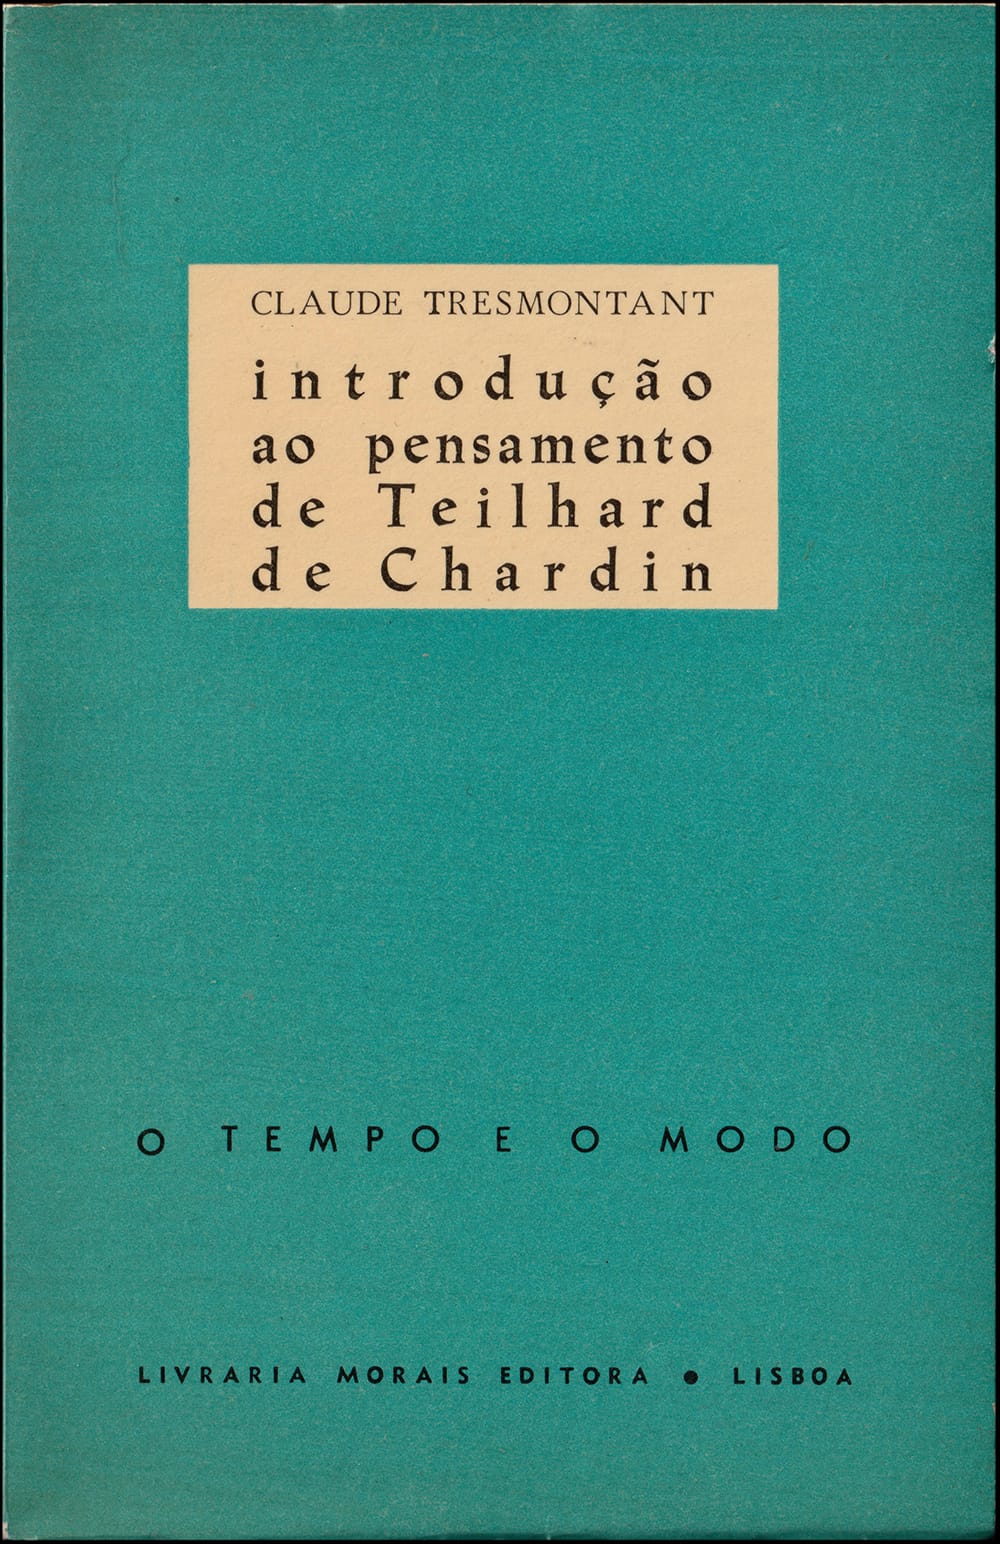 CLAUDE TRESMONTANT
introdução
ao pensamento
de Teilhard
de Chardin
O TEMPO E O MODO
LIVRARIA MORAIS EDITORA • LISBOA